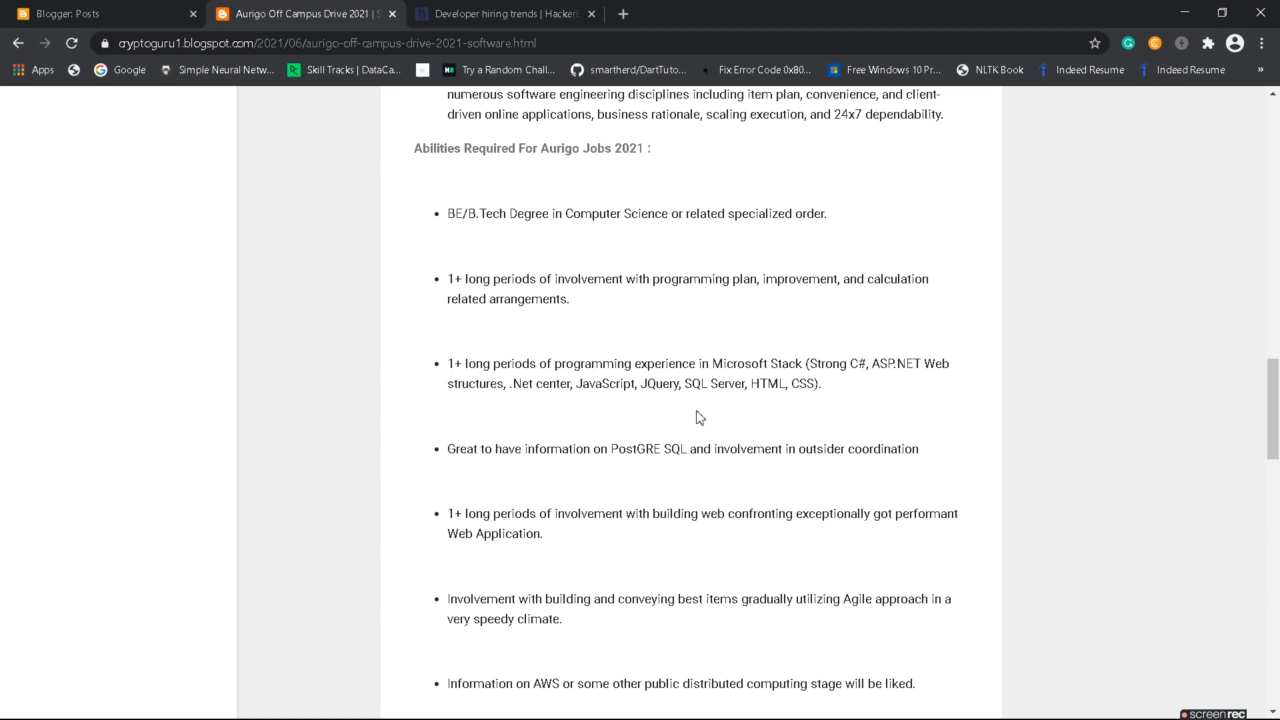 Blogger: Posts
Aurigo Off Campus Drive 2021 | S
Developer hiring trends | HackerE
cryptoguru1.blogspot.com/2021/06/aurigo-off-campus-drive-2021-software.html
Apps
Google
Simple Neural Netw...
Skill Tracks | DataCa...
Try a Random Chall...
smartherd/DartTuto...
Fix Error Code 0x80...
Free Windows 10 Pr...
NLTK Book
Indeed Resume
Indeed Resume
»
numerous software engineering disciplines including item plan, convenience, and client-
driven online applications, business rationale, scaling execution, and 24x7 dependability.
Abilities Required For Aurigo Jobs 2021 :
• BE/B.Tech Degree in Computer Science or related specialized order.
• 1+ long periods of involvement with programming plan, improvement, and calculation
related arrangements.
• 1+ long periods of programming experience in Microsoft Stack (Strong C#, ASP.NET Web
structures, .Net center, JavaScript, JQuery, SQL Server, HTML, CSS).
• Great to have information on PostGRE SQL and involvement in outsider coordination
• 1+ long periods of involvement with building web confronting exceptionally got performant
Web Application.
• Involvement with building and conveying best items gradually utilizing Agile approach in a
very speedy climate.
• Information on AWS or some other public distributed computing stage will be liked.
screenrec